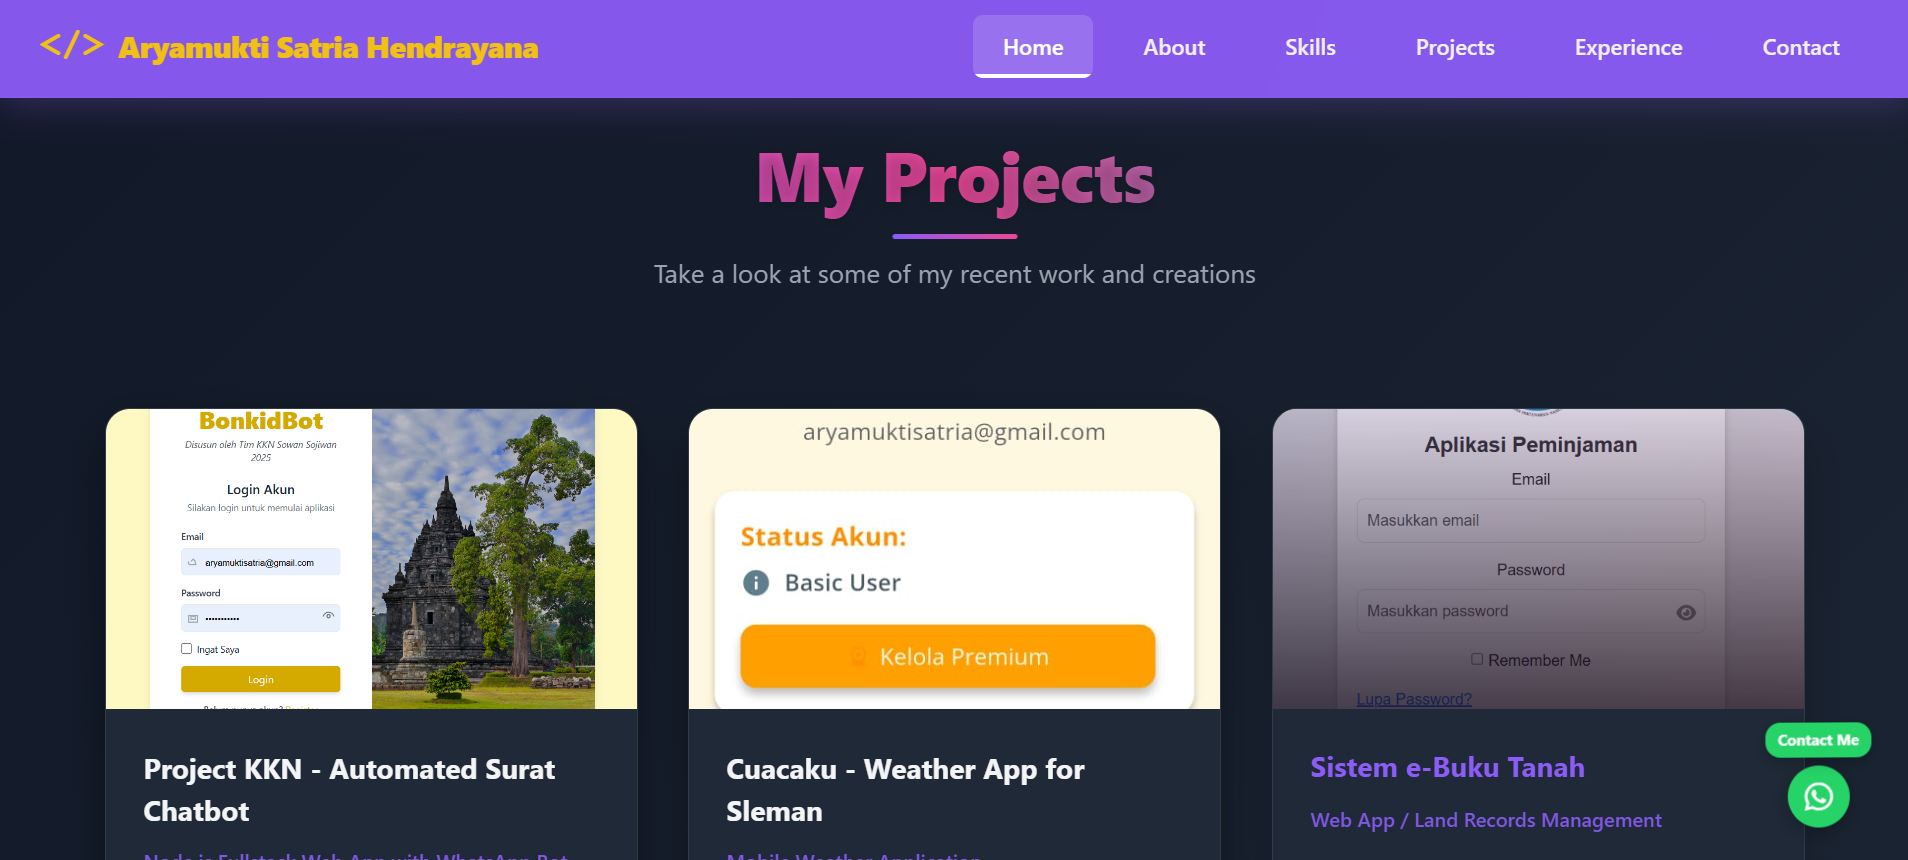 </> Aryamukti Satria Hendrayana
Home About Skills Projects Experience Contact
My Projects
Take a look at some of my recent work and creations
BonkidBot
Disusun oleh Tim KKN Sowan Sojiwan
2025
Login Akun
Silakan login untuk memulai aplikasi
Email
aryamuktisatria@gmail.com
Password
Ingat Saya
Login
Project KKN - Automated Surat
Chatbot
aryamuktisatria@gmail.com
Status Akun:
Basic User
Kelola Premium
Cuacaku - Weather App for
Sleman
Mobile Weather Application
Aplikasi Peminjaman
Email
Masukkan email
Password
Masukkan password
Remember Me
Lupa Password?
Sistem e-Buku Tanah
Web App / Land Records Management
Contact Me